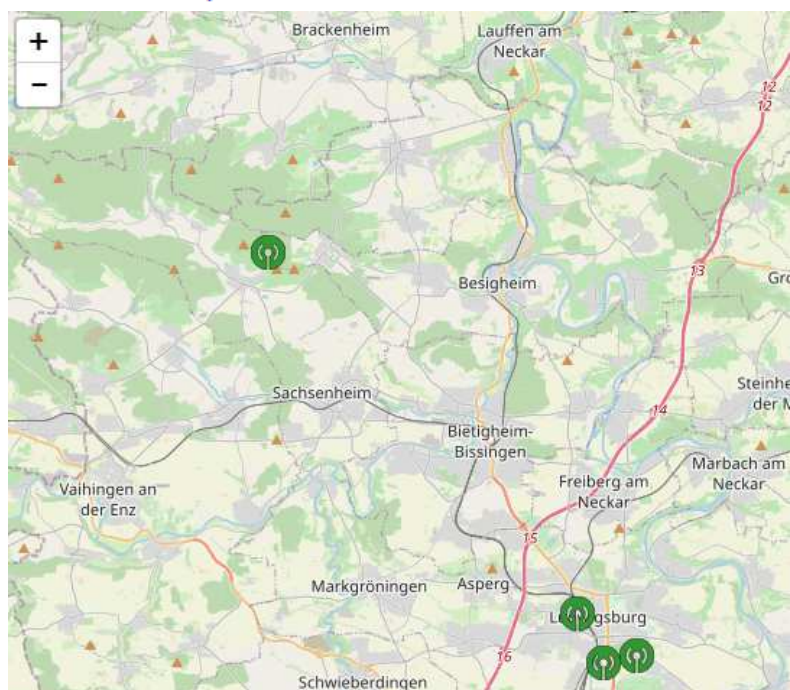 +
−
Brackenheim
Lauffen am
Neckar
12
12
13
Gro
Besigheim
Sachsenheim
Steinhe
der M
14
Bietigheim-
Bissingen
Marbach am
Neckar
Freiberg am
Neckar
Vaihingen an
der Enz
15
Markgröningen
Asperg
L
gsburg
16
Schwieberdingen